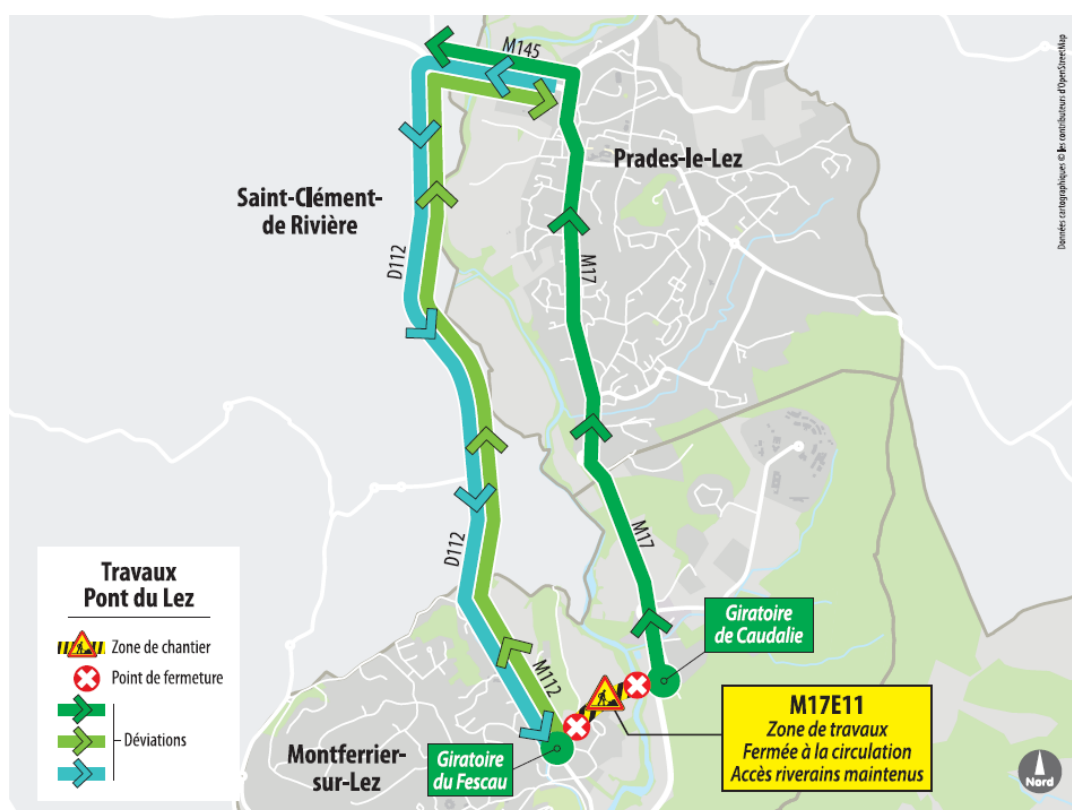 M145
Prades-le-Lez
Saint-Clément-
de Rivière
D112
M17
Données cartographiques © les contributeurs d'OpenStreetMap
D112
M17
Travaux
Pont du Lez
Zone de chantier
Point de fermeture
Déviations
Giratoire
de Caudalie
M112
M17E11
Zone de travaux
Fermée à la circulation
Accès riverains maintenus
Montferrier-
sur-Lez
Giratoire
du Fescau
Nord